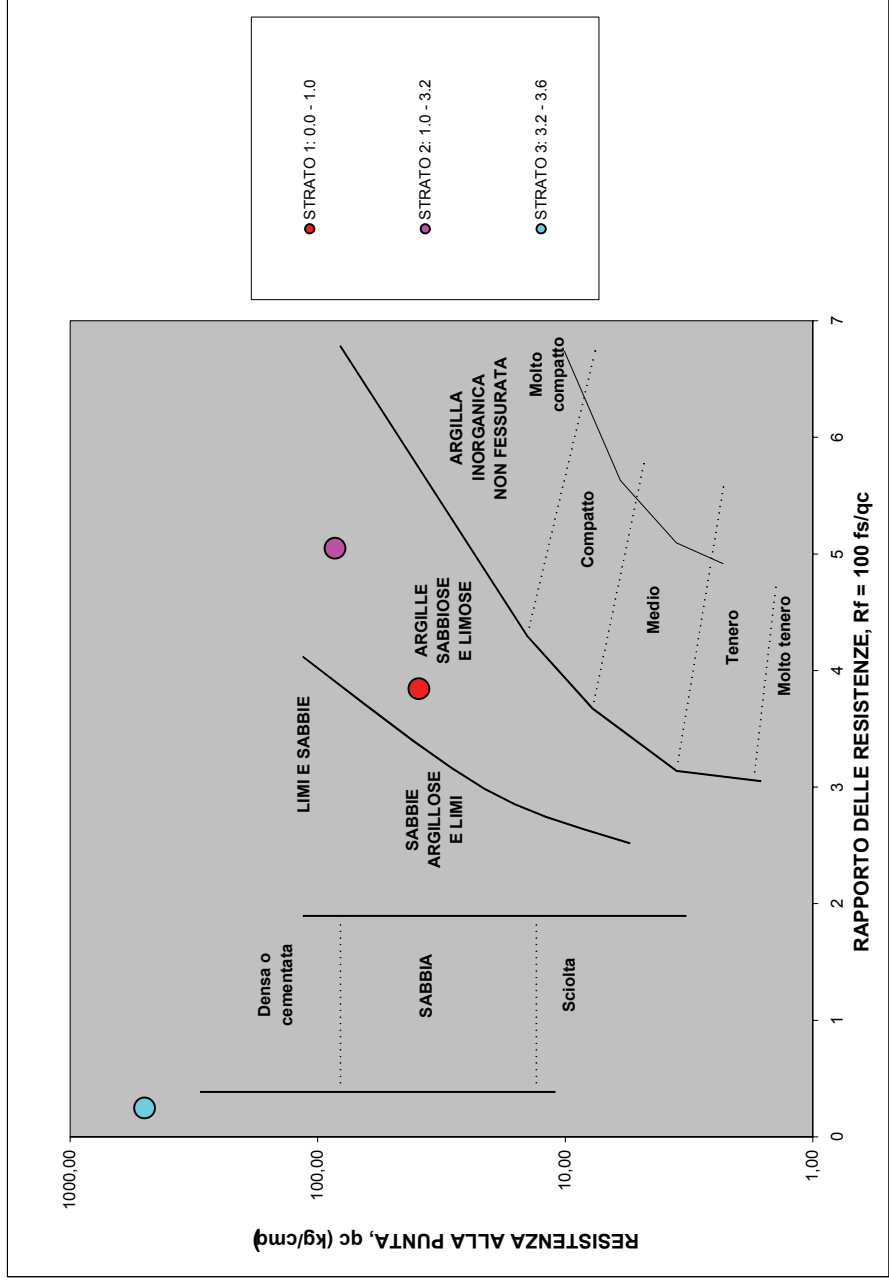 RESISTENZA ALLA PUNTA, qc (kg/cmq)
1000,00
100,00
10,00
1,00
Densa o
cementata
SABBIA
Sciolta
LIMI E SABBIE
SABBIE
ARGILLOSE
E LIMI
ARGILLE
SABBIOSE
E LIMOSE
ARGILLA
INORGANICA
NON FESSURATA
Molto
compatto
Compatto
Medio
Tenero
Molto tenero
0
1
2
3
4
5
6
7
RAPPORTO DELLE RESISTENZE, Rf = 100 fs/qc
STRATO 1: 0.0 - 1.0
STRATO 2: 1.0 - 3.2
STRATO 3: 3.2 - 3.6